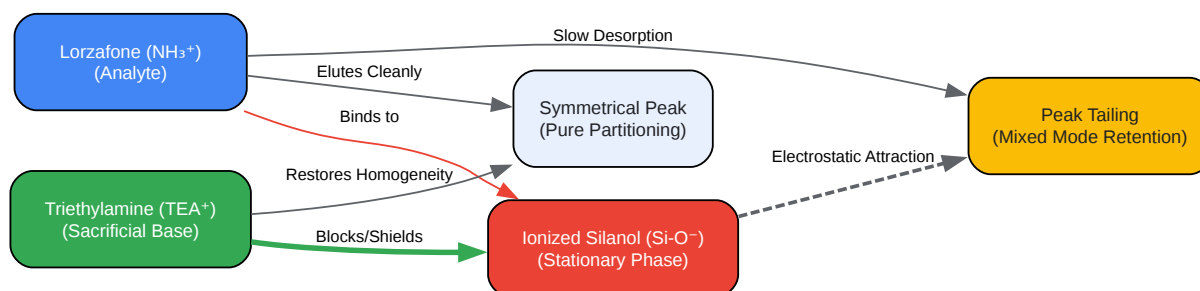 Lorzafone (NH₃⁺)
(Analyte)
Slow Desorption
Elutes Cleanly
Binds to
Symmetrical Peak
(Pure Partitioning)
Peak Tailing
(Mixed Mode Retention)
Electrostatic Attraction
Restores Homogeneity
Triethylamine (TEA⁺)
(Sacrificial Base)
Blocks/Shields
Ionized Silanol (Si-O⁻)
(Stationary Phase)